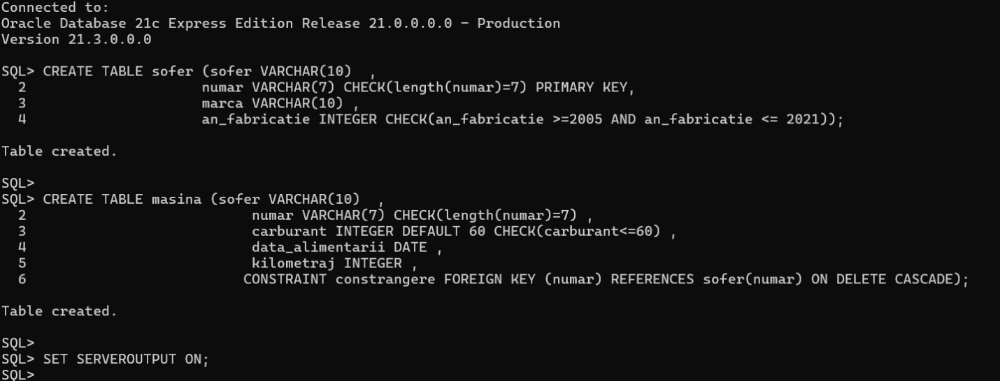 Connected to:
Oracle Database 21c Express Edition Release 21.0.0.0.0 - Production
Version 21.3.0.0.0
SQL> CREATE TABLE sofer (sofer VARCHAR(10)  ,
  2                     numar VARCHAR(7) CHECK(length(numar)=7) PRIMARY KEY,
  3                     marca VARCHAR(10) ,
  4                     an_fabricatie INTEGER CHECK(an_fabricatie >=2005 AND an_fabricatie <= 2021));
Table created.
SQL>
SQL> CREATE TABLE masina (sofer VARCHAR(10)  ,
  2                           numar VARCHAR(7) CHECK(length(numar)=7) ,
  3                           carburant INTEGER DEFAULT 60 CHECK(carburant<=60) ,
  4                           data_alimentarii DATE ,
  5                           kilometraj INTEGER ,
  6                          CONSTRAINT constrangere FOREIGN KEY (numar) REFERENCES sofer(numar) ON DELETE CASCADE);
Table created.
SQL>
SQL> SET SERVEROUTPUT ON;
SQL>